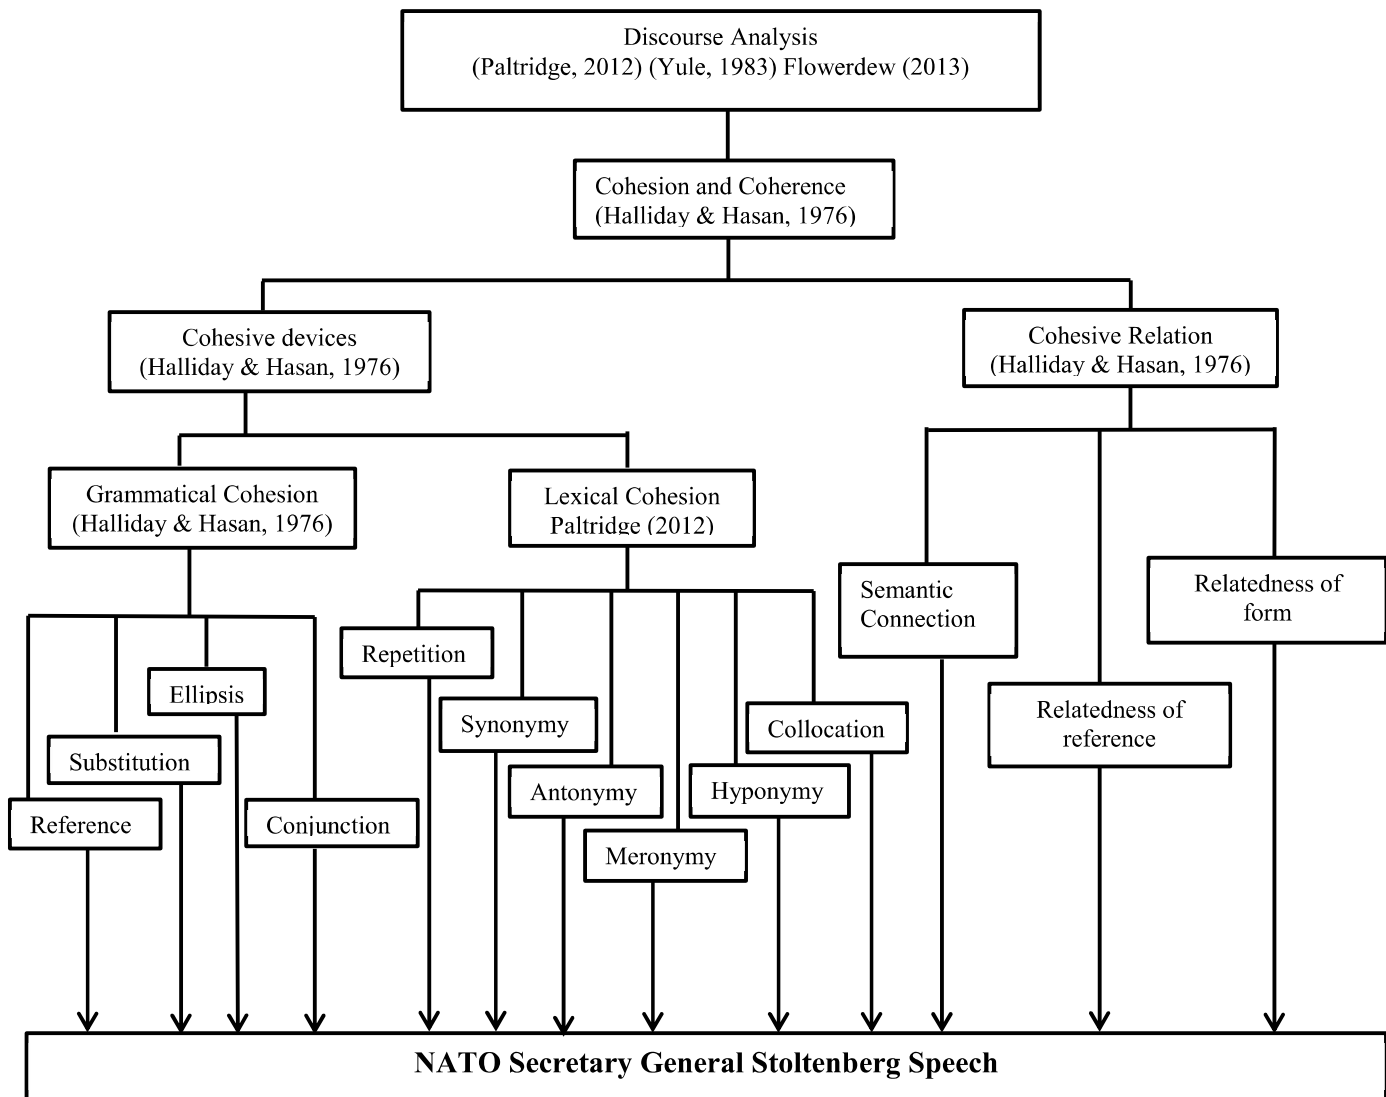 Discourse Analysis
(Paltridge, 2012) (Yule, 1983) Flowerdew (2013)
Cohesion and Coherence
(Halliday & Hasan, 1976)
Cohesive devices
(Halliday & Hasan, 1976)
Cohesive Relation
(Halliday & Hasan, 1976)
Grammatical Cohesion
(Halliday & Hasan, 1976)
Lexical Cohesion
Paltridge (2012)
Semantic
Connection
Relatedness of
form
Repetition
Ellipsis
Synonymy
Collocation
Relatedness of
reference
Substitution
Antonymy
Hyponymy
Reference
Conjunction
Meronymy
NATO Secretary General Stoltenberg Speech